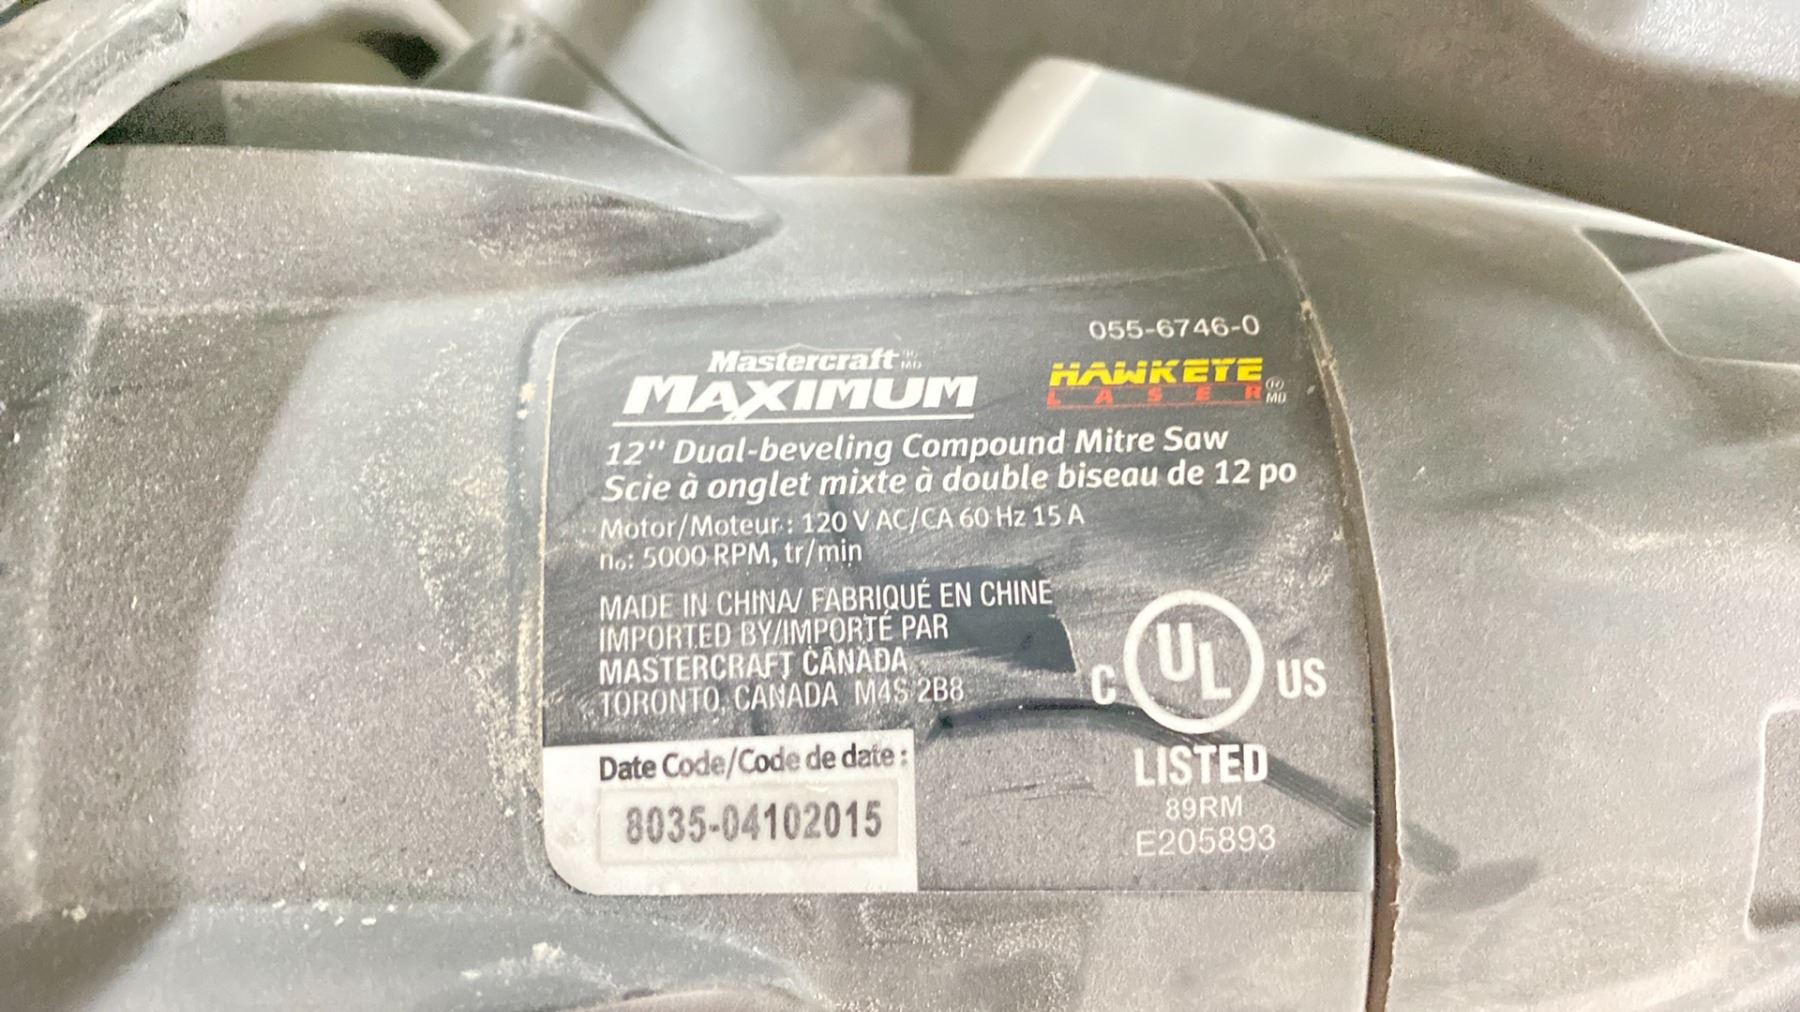 055-6746-0
Mastercraft MD
MAXIMUM
HAWKEYE
LASER ® MD
12" Dual-beveling Compound Mitre Saw
Scie à onglet mixte à double biseau de 12 po
Motor/Moteur : 120 V AC/CA 60 Hz 15 A
n₀: 5000 RPM, tr/min
MADE IN CHINA/ FABRIQUÉ EN CHINE
IMPORTED BY/IMPORTÉ PAR
MASTERCRAFT CANADA
TORONTO, CANADA M4S 2B8
C UL US
LISTED
89RM
E205893
Date Code/Code de date :
8035-04102015